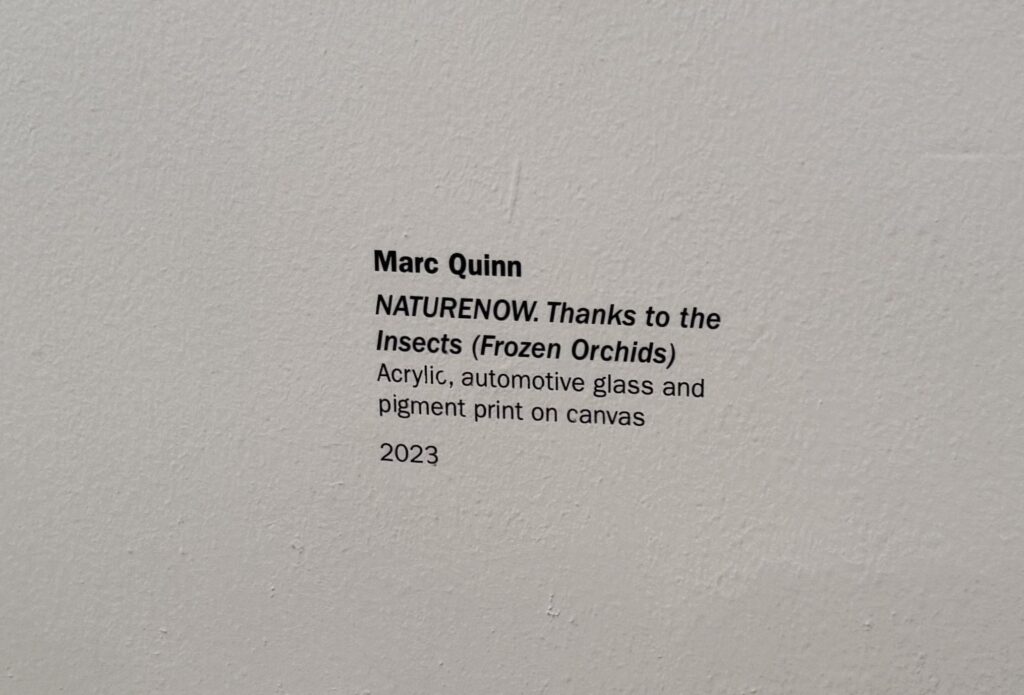 Marc Quinn
NATURENOW. Thanks to the
Insects (Frozen Orchids)
Acrylic, automotive glass and
pigment print on canvas
2023